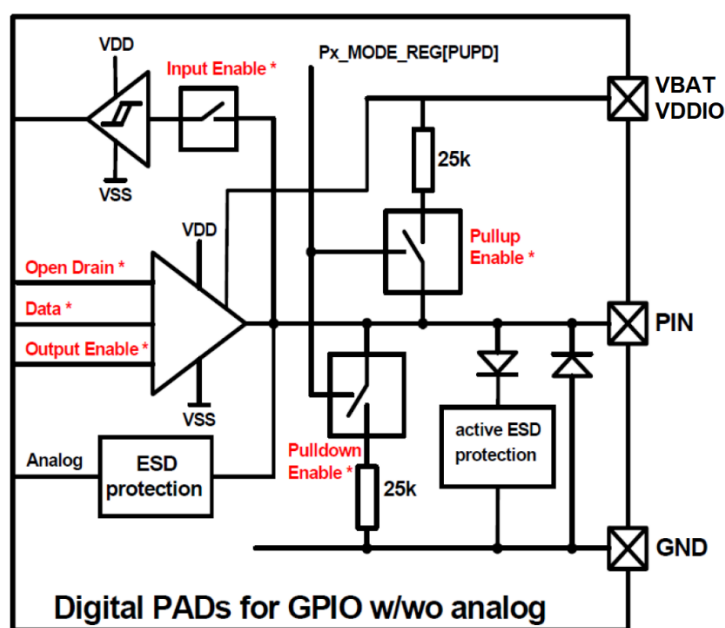 Px_MODE_REG[PUPD]
VDD
Input Enable *
VBAT
VDDIO
25k
VSS
VDD
Pullup
Enable *
Open Drain *
Data *
PIN
Output Enable *
VSS
Analog
ESD
protection
Pulldown
Enable *
active ESD
protection
25k
GND
Digital PADs for GPIO w/wo analog